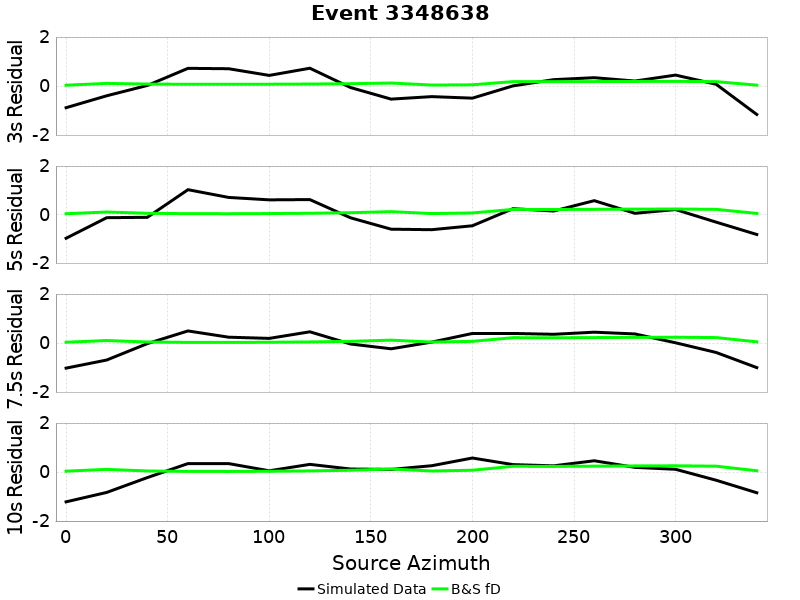 Event 3348638
3s Residual
2
0
-2
5s Residual
2
0
-2
7.5s Residual
2
0
-2
10s Residual
2
0
-2
0 50 100 150 200 250 300
Source Azimuth
Simulated Data B&S fD